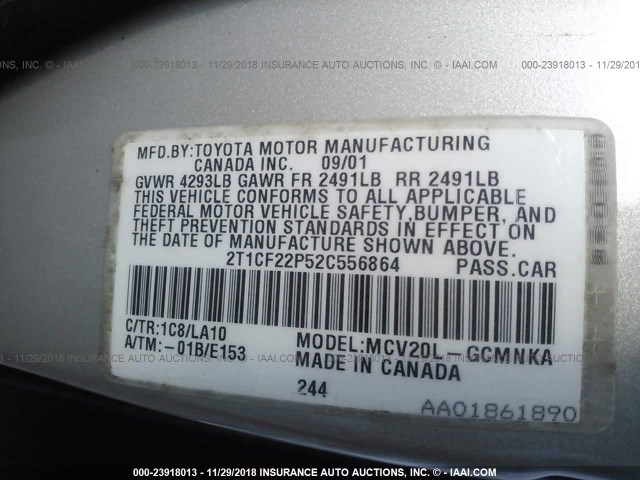 000-23918013 - 11/29/2018 INSURANCE AUTO AUCTIONS, INC. - © - IAAI.COM
MFD.BY:TOYOTA MOTOR MANUFACTURING
CANADA INC. 09/01
GVWR 4293LB GAWR FR 2491LB RR 2491LB
THIS VEHICLE CONFORMS TO ALL APPLICABLE
FEDERAL MOTOR VEHICLE SAFETY,BUMPER, AND
THEFT PREVENTION STANDARDS IN EFFECT ON
THE DATE OF MANUFACTURE SHOWN ABOVE.
2T1CF22P52C556864 PASS.CAR
C/TR:1C8/LA10 MODEL:MCV20L-GCMNKA
A/TM:-01B/E153 MADE IN CANADA
244
AA01861890
000-23918013 - 11/29/2018 INSURANCE AUTO AUCTIONS, INC. - © - IAAI.COM